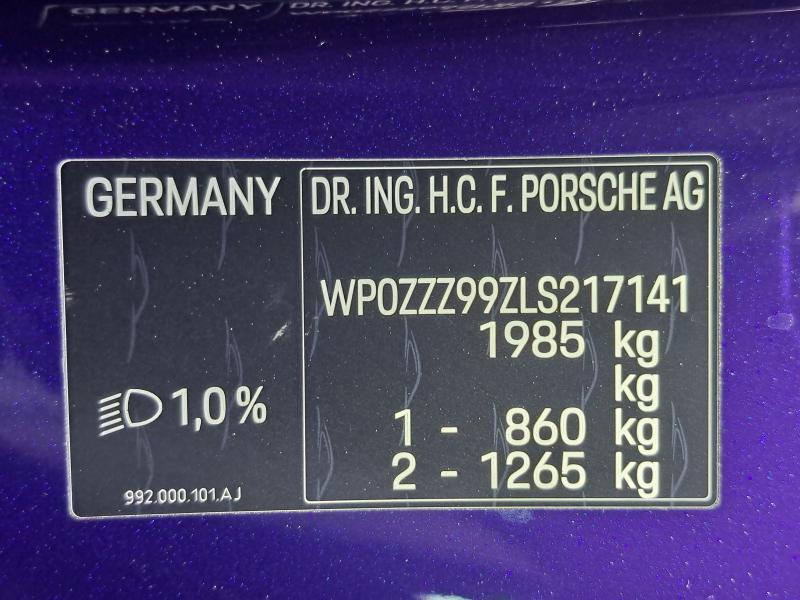 GERMANY
DR. ING. H.C. F. PORSCHE AG
WP0ZZZ99ZLS217141
1985 kg
kg
1 - 860 kg
2 - 1265 kg
1,0%
992.000.101.AJ